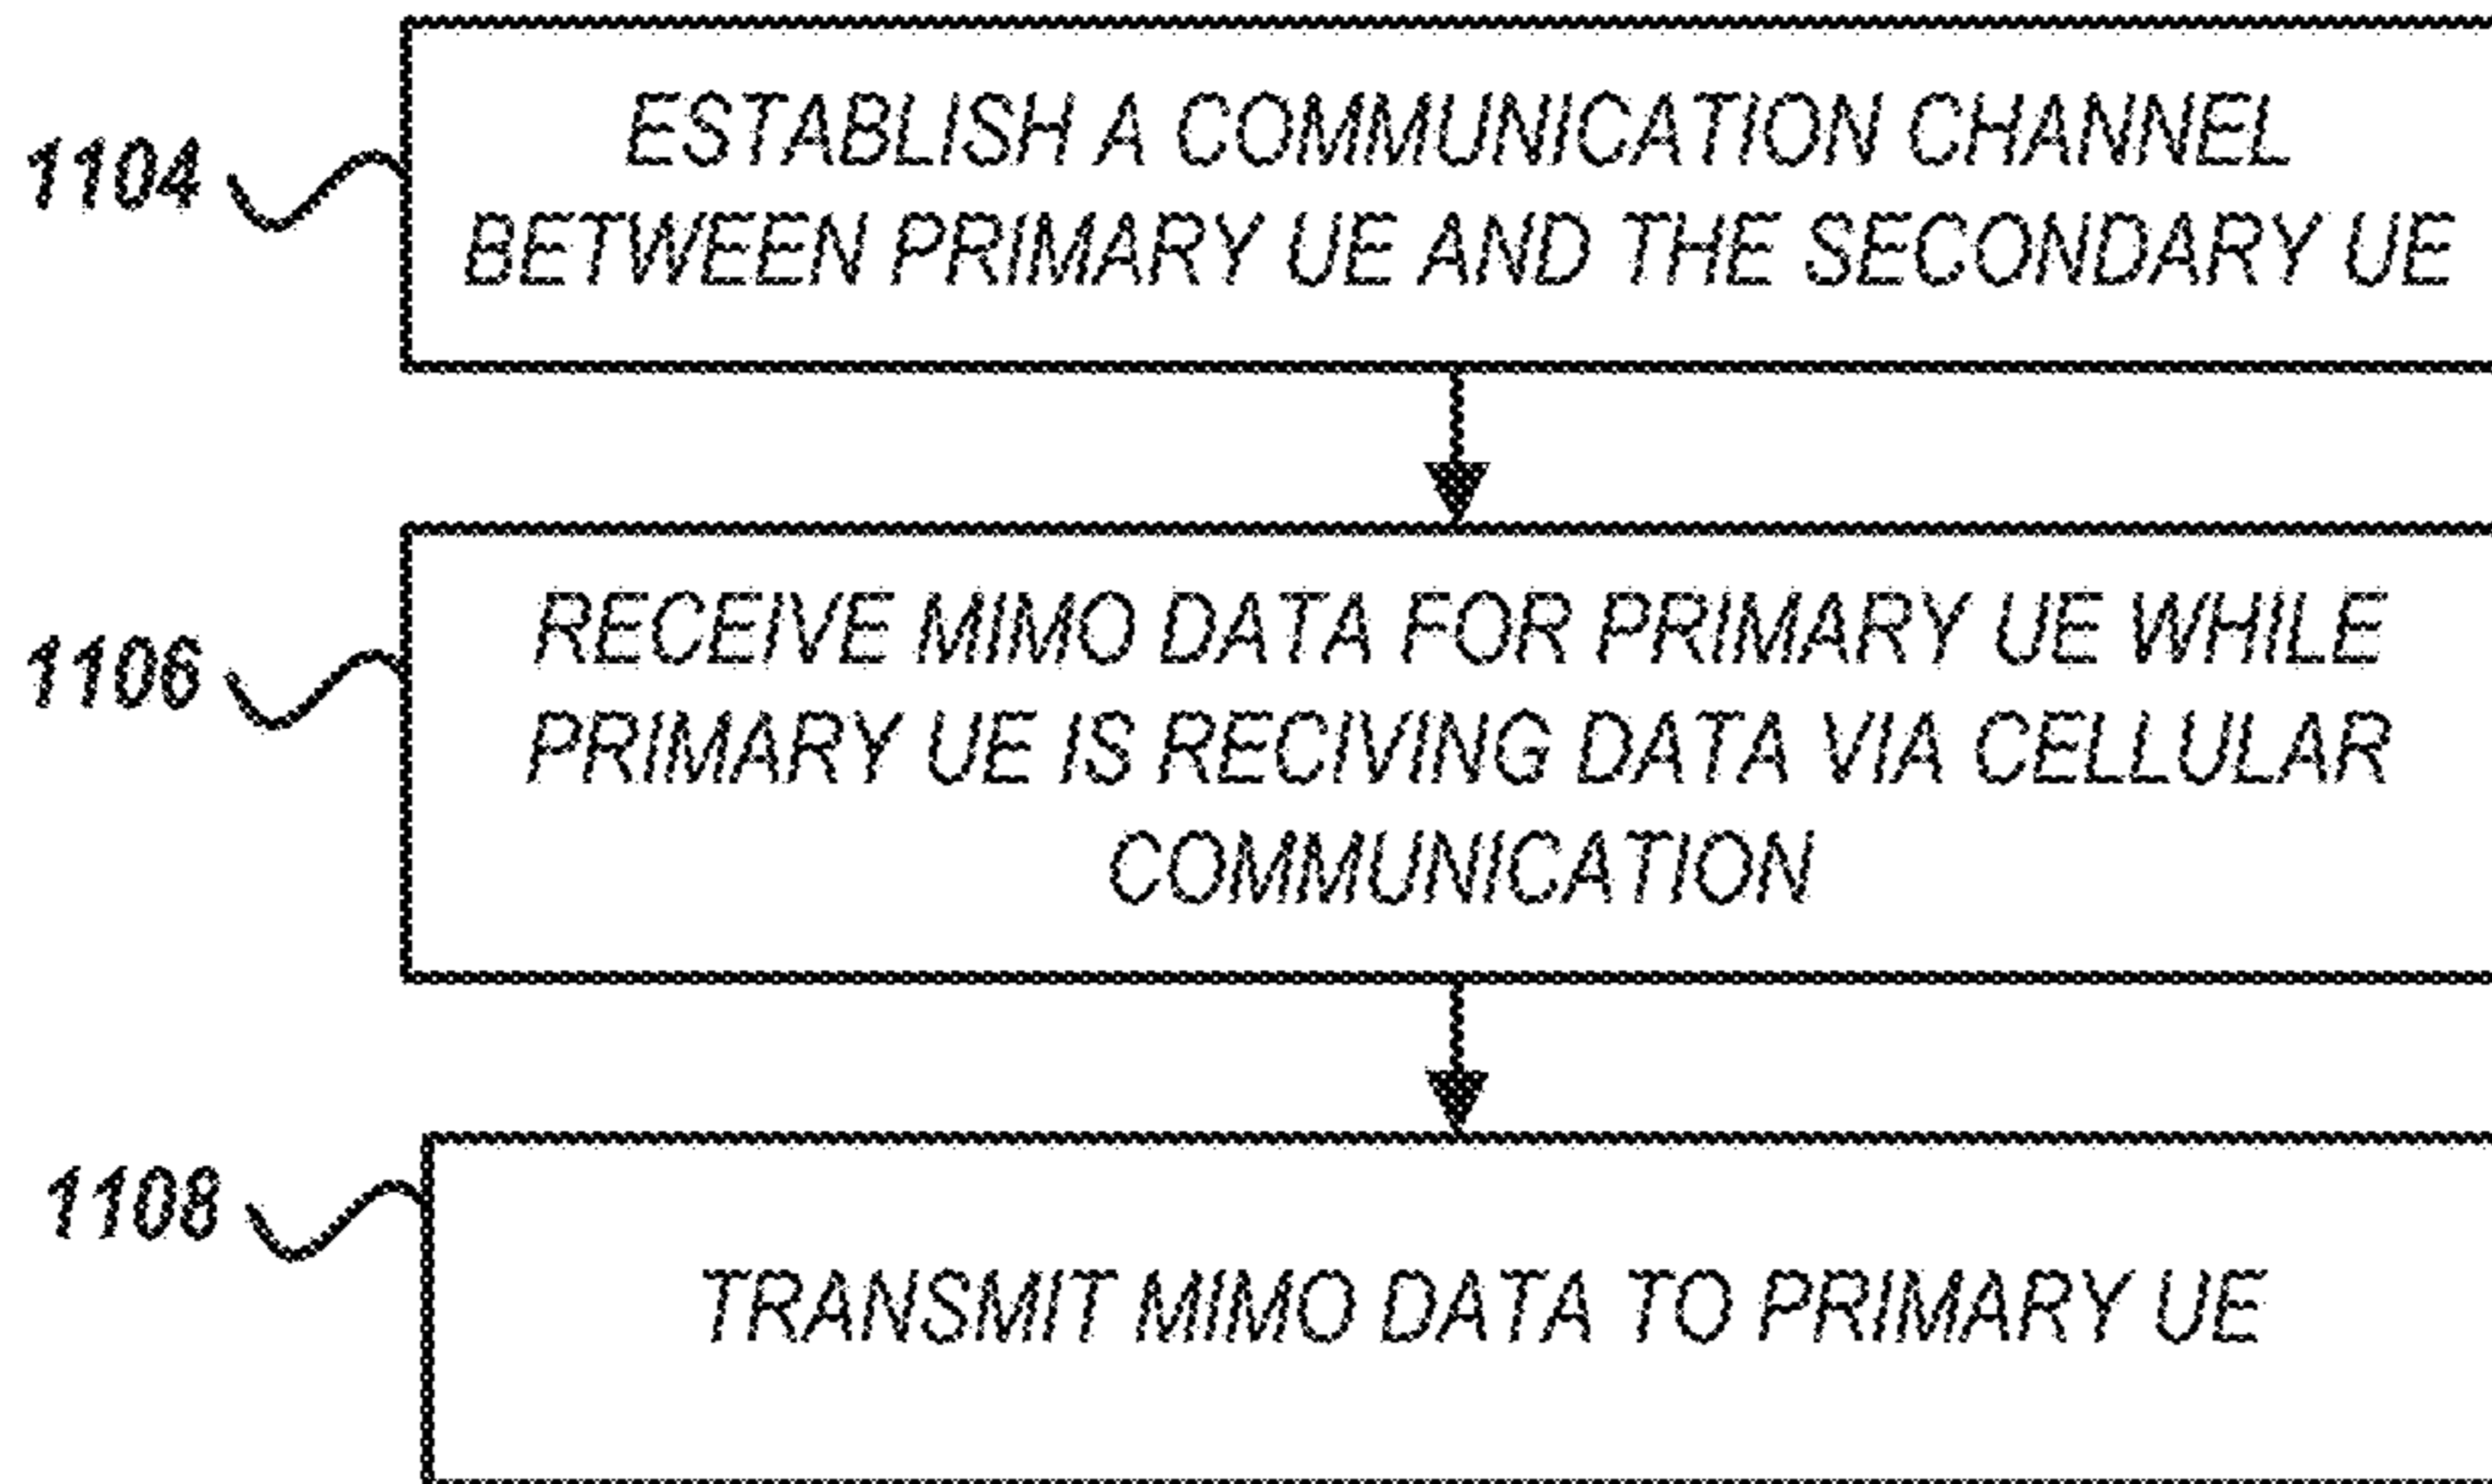 1104
ESTABLISH A COMMUNICATION CHANNEL
BETWEEN PRIMARY UE AND THE SECONDARY UE
1106
RECEIVE MIMO DATA FOR PRIMARY UE WHILE
PRIMARY UE IS RECIVING DATA VIA CELLULAR
COMMUNICATION
1108
TRANSMIT MIMO DATA TO PRIMARY UE